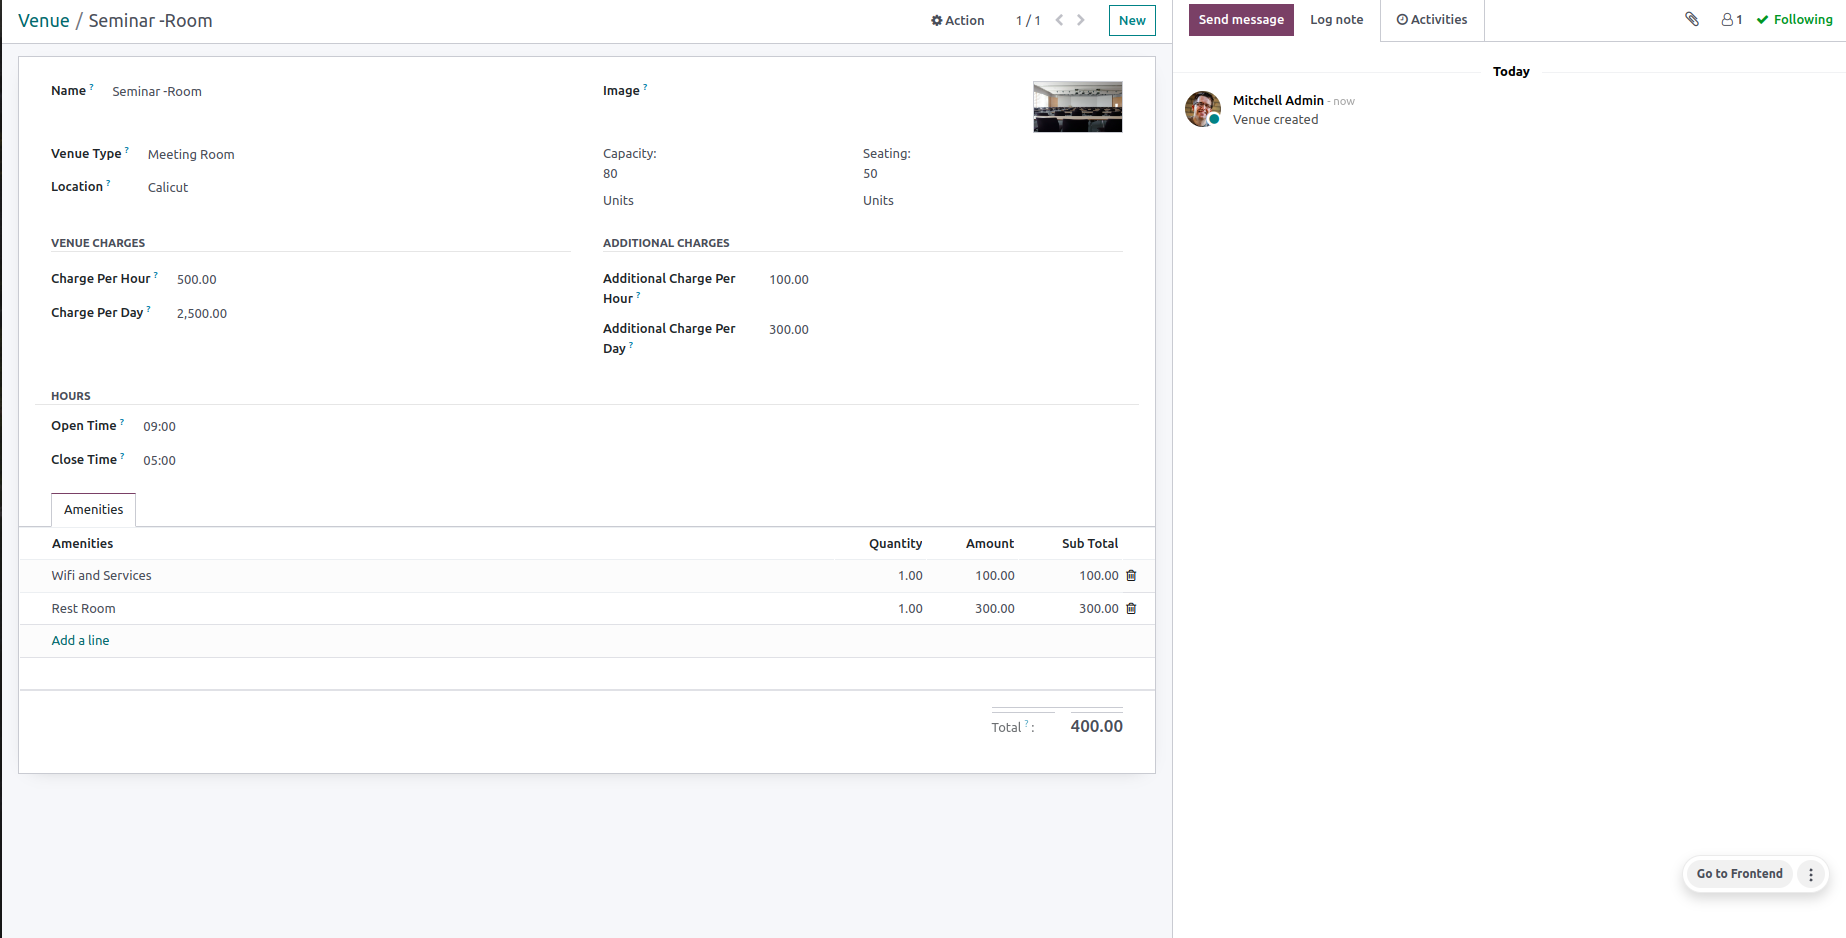 Venue / Seminar -Room
Action
1 / 1
New
Send message
Log note
Activities
1
Following
Name ?
Seminar -Room
Image ?
Venue Type ?
Meeting Room
Location ?
Calicut
Capacity:
80
Units
Seating:
50
Units
VENUE CHARGES
Charge Per Hour ?
500.00
Charge Per Day ?
2,500.00
ADDITIONAL CHARGES
Additional Charge Per
Hour ?
100.00
Additional Charge Per
Day ?
300.00
HOURS
Open Time ?
09:00
Close Time ?
05:00
Amenities
Amenities Quantity Amount Sub Total
Wifi and Services 1.00 100.00 100.00
Rest Room 1.00 300.00 300.00
Add a line
Total ? : 400.00
Today
Mitchell Admin - now
Venue created
Go to Frontend